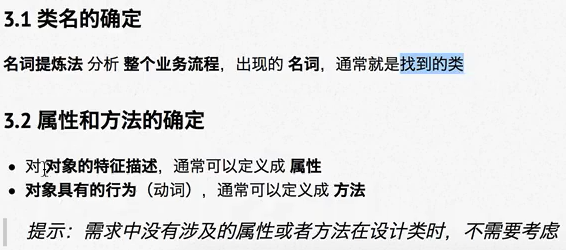 3.1 类名的确定
名词提炼法 分析 整个业务流程，出现的 名词，通常就是找到的类
3.2 属性和方法的确定
• 对对象的特征描述，通常可以定义成 属性
• 对象具有的行为（动词），通常可以定义成 方法
提示：需求中没有涉及的属性或者方法在设计类时，不需要考虑